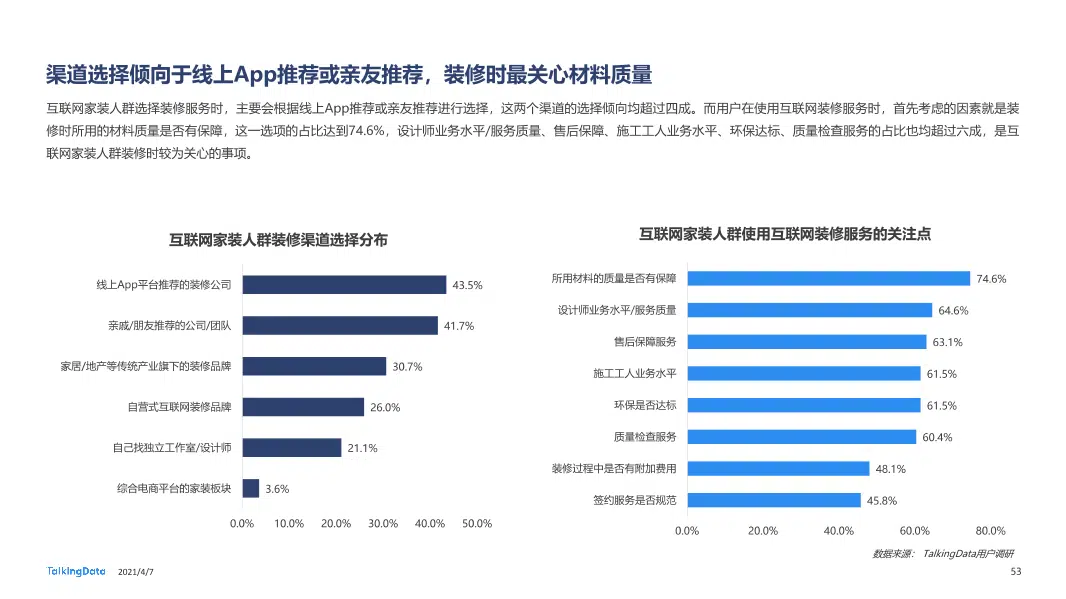 渠道选择倾向于线上App推荐或亲友推荐，装修时最关心材料质量
互联网家装人群选择装修服务时，主要会根据线上App推荐或亲友推荐进行选择，这两个渠道的选择倾向均超过四成。而用户在使用互联网装修服务时，首先考虑的因素就是装
修时所用的材料质量是否有保障，这一选项的占比达到74.6%，设计师业务水平/服务质量、售后保障、施工工人业务水平、环保达标、质量检查服务的占比也均超过六成，是互
联网家装人群装修时较为关心的事项。
互联网家装人群装修渠道选择分布
线上App平台推荐的装修公司 43.5%
亲戚/朋友推荐的公司/团队 41.7%
家居/地产等传统产业旗下的装修品牌 30.7%
自营式互联网装修品牌 26.0%
自己找独立工作室/设计师 21.1%
综合电商平台的家装板块 3.6%
0.0% 10.0% 20.0% 30.0% 40.0% 50.0%
互联网家装人群使用互联网装修服务的关注点
所用材料的质量是否有保障 74.6%
设计师业务水平/服务质量 64.6%
售后保障服务 63.1%
施工工人业务水平 61.5%
环保是否达标 61.5%
质量检查服务 60.4%
装修过程中是否有附加费用 48.1%
签约服务是否规范 45.8%
0.0% 20.0% 40.0% 60.0% 80.0%
数据来源： TalkingData用户调研
TalkingData 2021/4/7
53